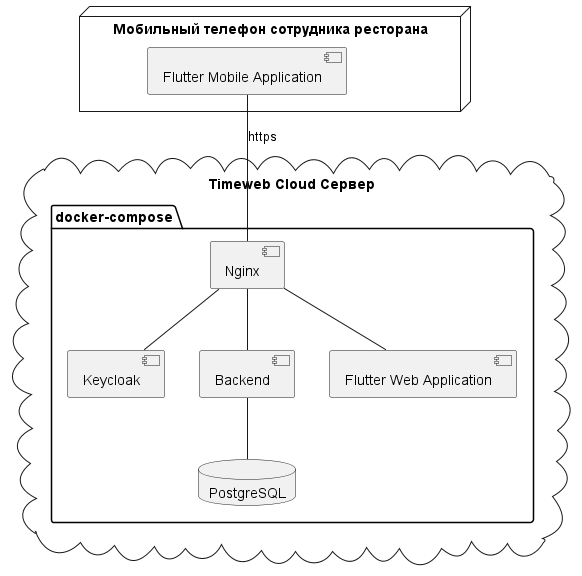 Мобильный телефон сотрудника ресторана
Flutter Mobile Application
https
Timeweb Cloud Сервер
docker-compose
Nginx
Keycloak
Backend
Flutter Web Application
PostgreSQL